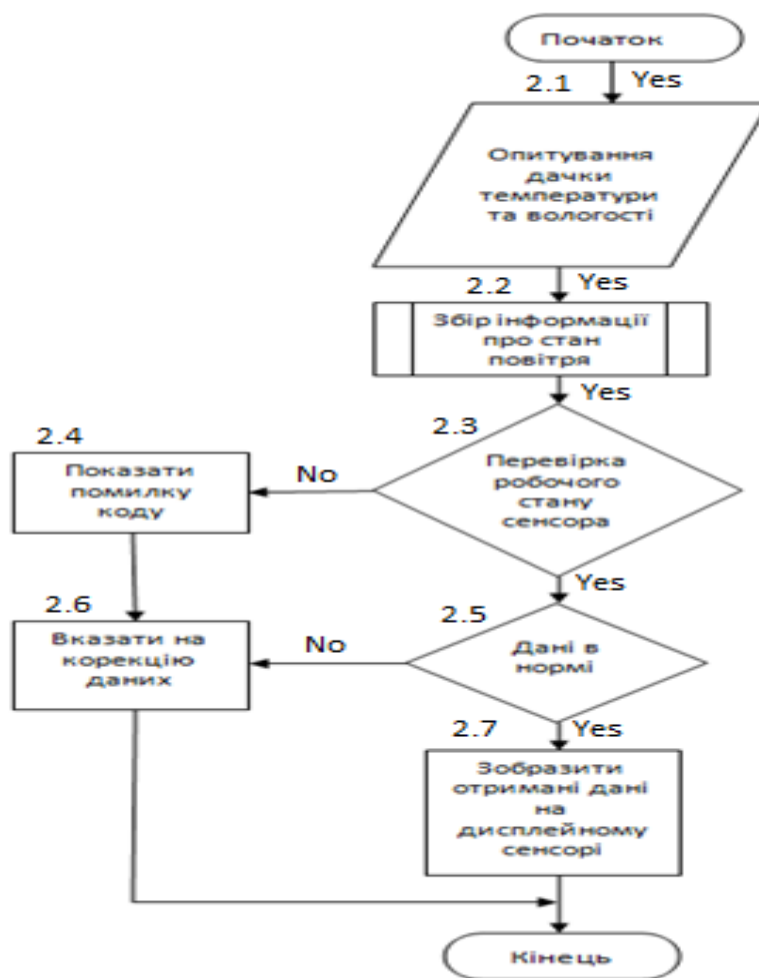 Початок
2.1 Yes
Опитування
дачки
температури
та вологості
2.2 Yes
Збір інформації
про стан
повітря
Yes
2.3
Перевірка
робочого
стану
сенсора
No
2.4
Показати
помилку
коду
Yes
2.5
Дані в
нормі
No
2.6
Вказати на
корекцію
даних
2.7 Yes
Зобразити
отримані дані
на
дисплейному
сенсорі
Кінець